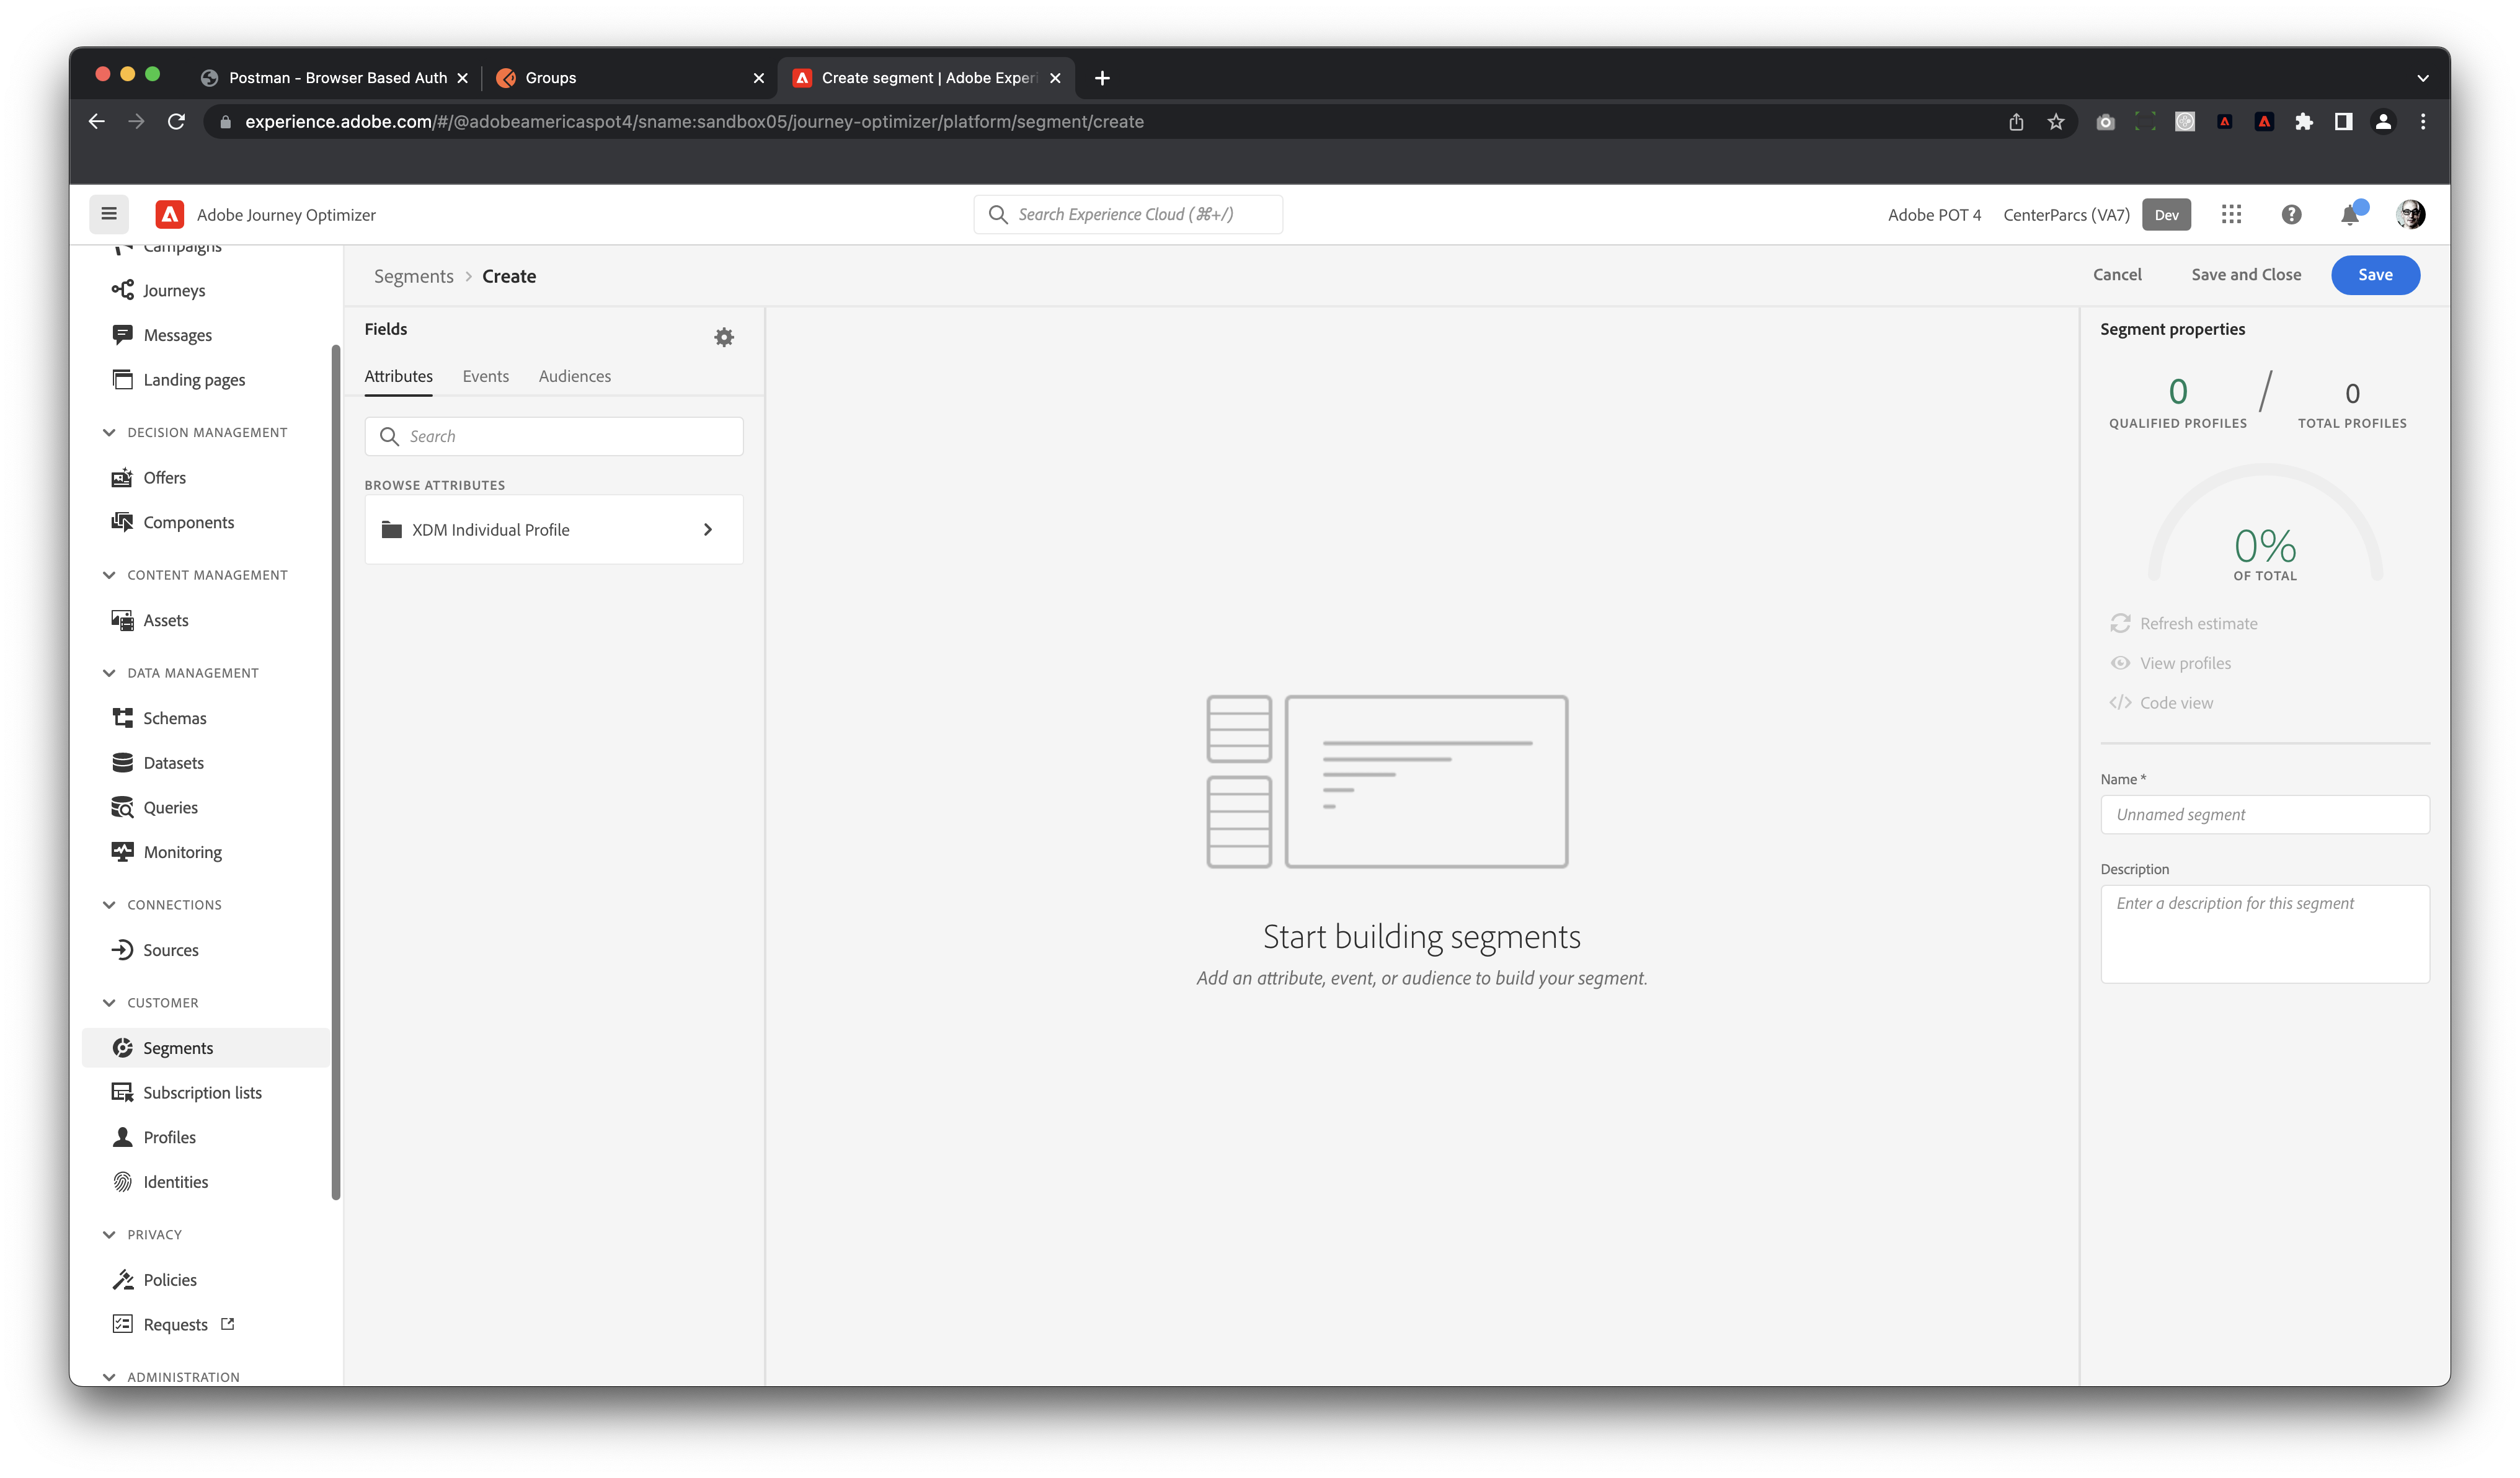 Postman - Browser Based Auth
Groups
Create segment | Adobe Exper
experience.adobe.com/#/@adobeamericaspot4/sname:sandbox05/journey-optimizer/platform/segment/create
Adobe Journey Optimizer
Search Experience Cloud (⌘+/)
Adobe POT 4
CenterParcs (VA7)
Dev
Campaigns
Journeys
Messages
Landing pages
DECISION MANAGEMENT
Offers
Components
CONTENT MANAGEMENT
Assets
DATA MANAGEMENT
Schemas
Datasets
Queries
Monitoring
CONNECTIONS
Sources
CUSTOMER
Segments
Subscription lists
Profiles
Identities
PRIVACY
Policies
Requests
ADMINISTRATION
Segments > Create
Cancel
Save and Close
Save
Fields
Attributes
Events
Audiences
Search
BROWSE ATTRIBUTES
XDM Individual Profile
Start building segments
Add an attribute, event, or audience to build your segment.
Segment properties
0 / 0
QUALIFIED PROFILES
TOTAL PROFILES
0%
OF TOTAL
Refresh estimate
View profiles
</> Code view
Name *
Unnamed segment
Description
Enter a description for this segment